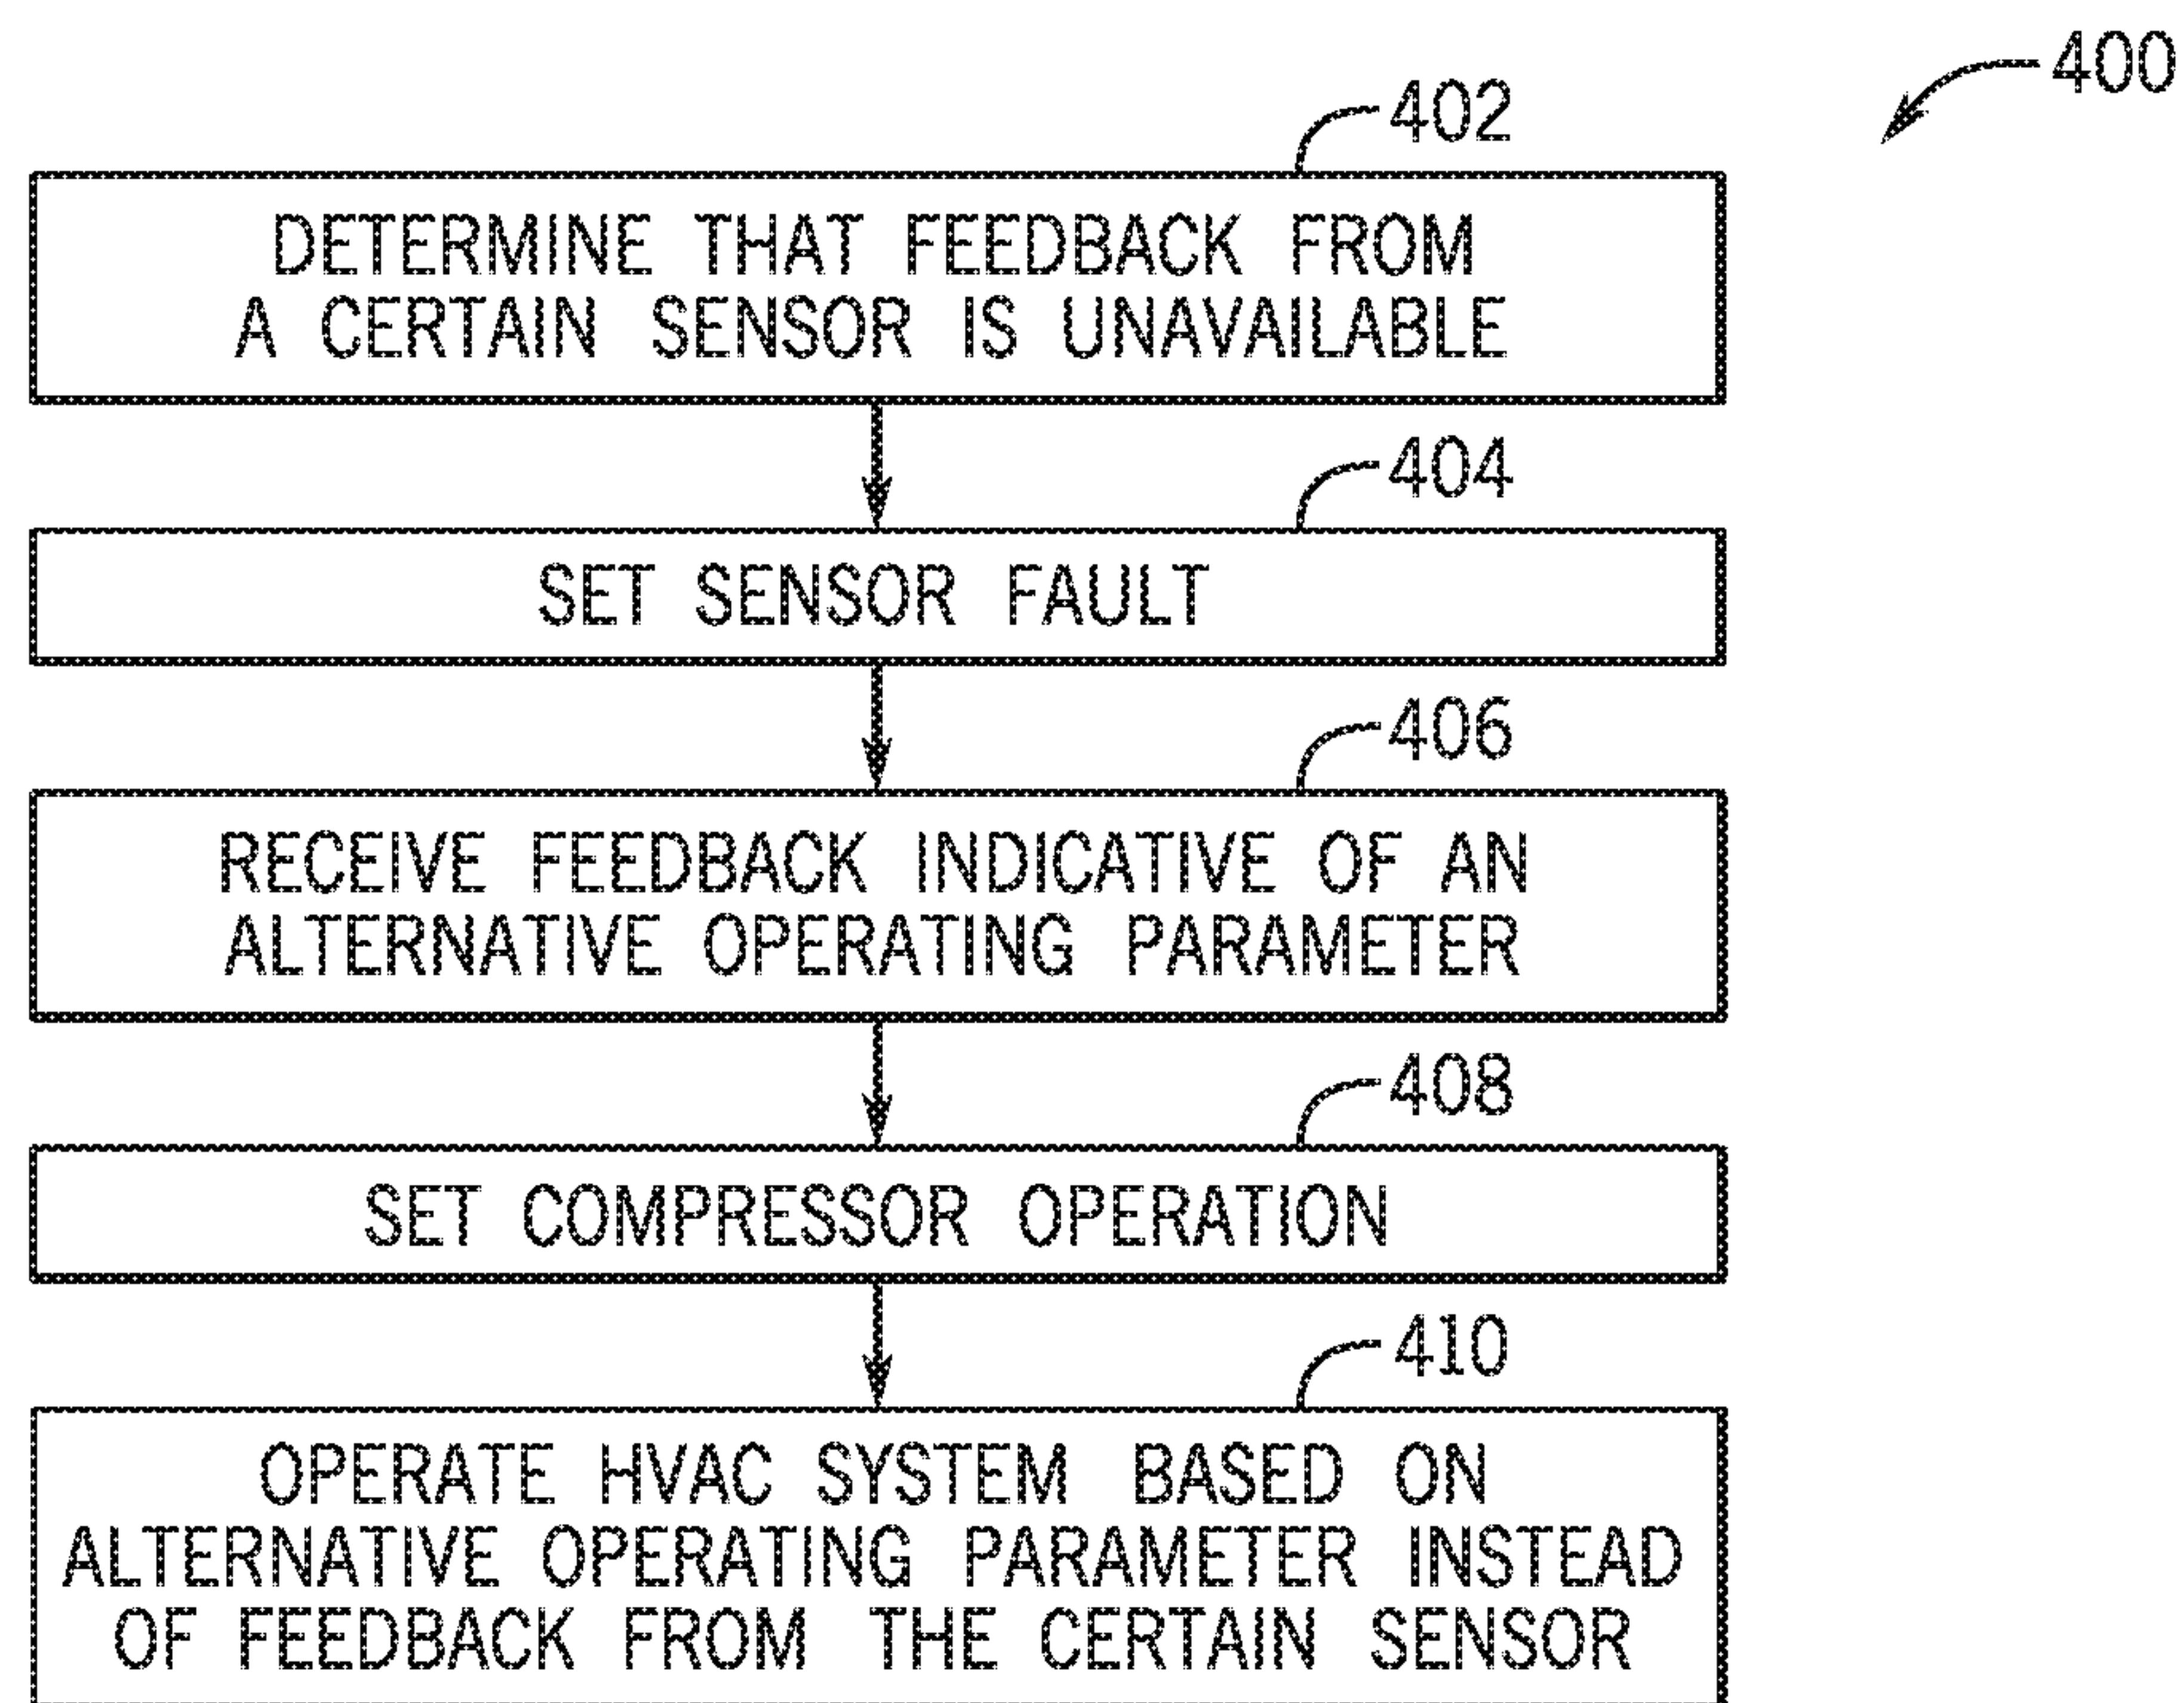 400
402
DETERMINE THAT FEEDBACK FROM
A CERTAIN SENSOR IS UNAVAILABLE
404
SET SENSOR FAULT
406
RECEIVE FEEDBACK INDICATIVE OF AN
ALTERNATIVE OPERATING PARAMETER
408
SET COMPRESSOR OPERATION
410
OPERATE HVAC SYSTEM BASED ON
ALTERNATIVE OPERATING PARAMETER INSTEAD
OF FEEDBACK FROM THE CERTAIN SENSOR